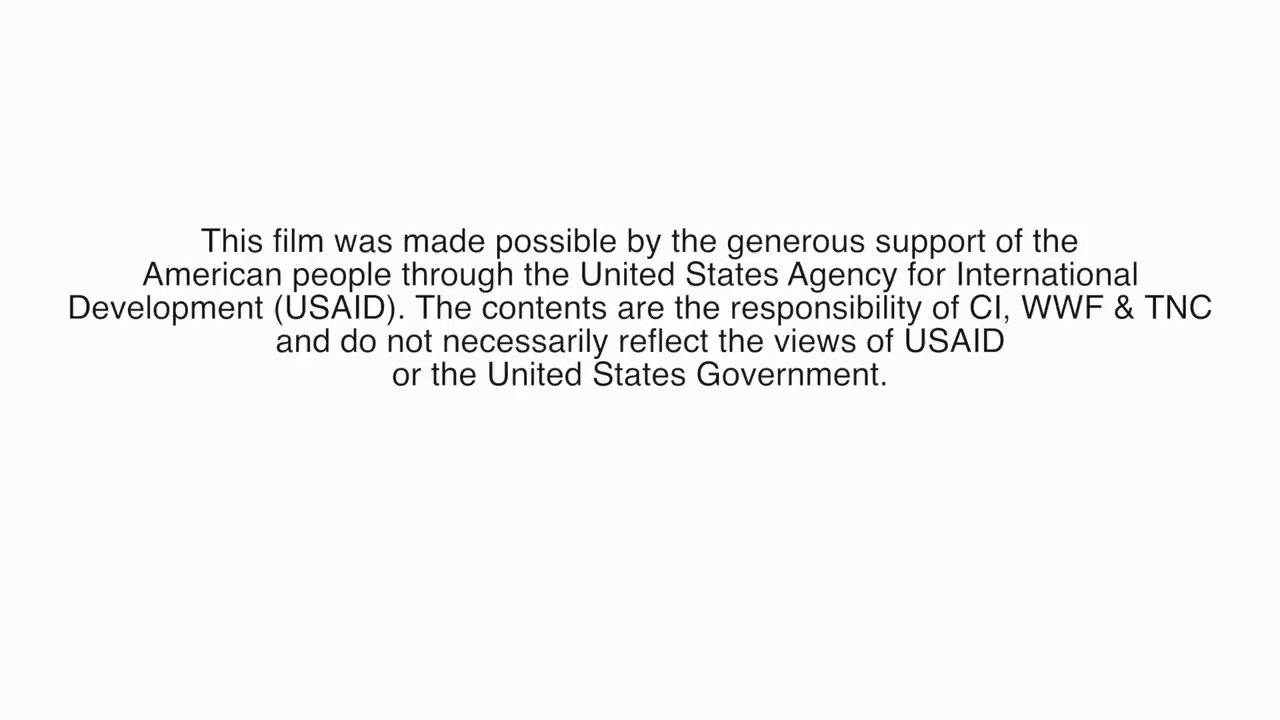 This film was made possible by the generous support of the
American people through the United States Agency for International
Development (USAID). The contents are the responsibility of CI, WWF & TNC
and do not necessarily reflect the views of USAID
or the United States Government.